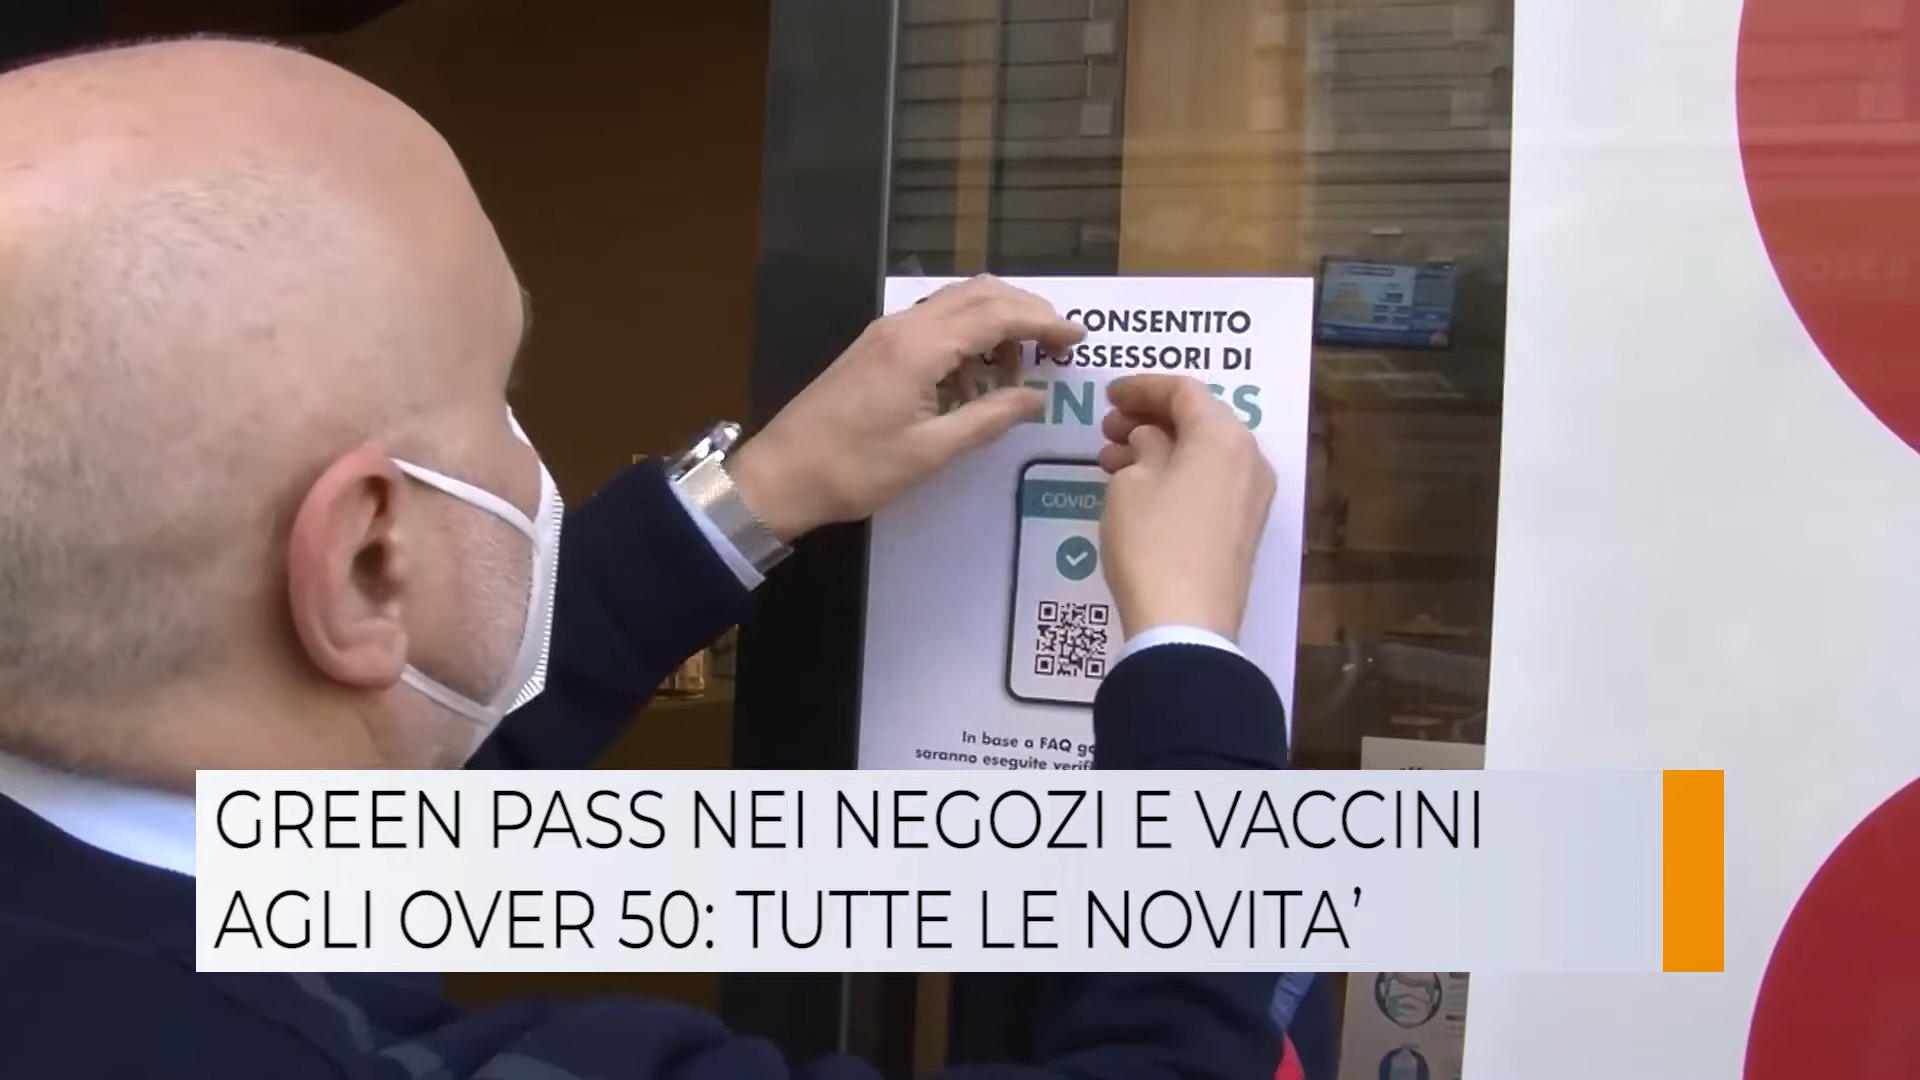 CONSENTITO
POSSESSORI DI
COVID-
In base a FAQ
saranno eseguite
GREEN PASS NEI NEGOZI E VACCINI
AGLI OVER 50: TUTTE LE NOVITA’